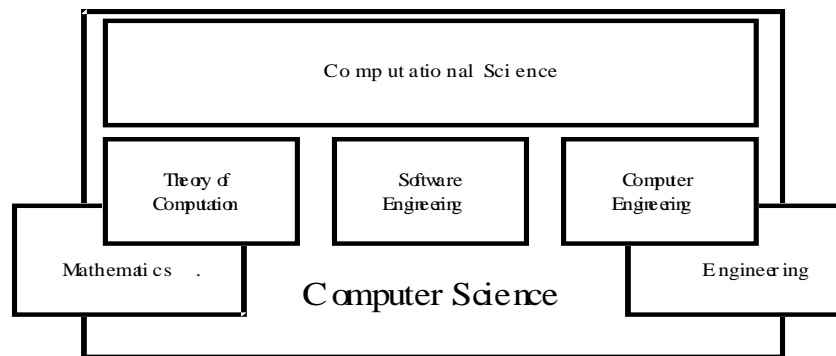 Computational Science
Theory of
Computation
Software
Engineering
Computer
Engineering
Mathematics .
Engineering
Computer Science